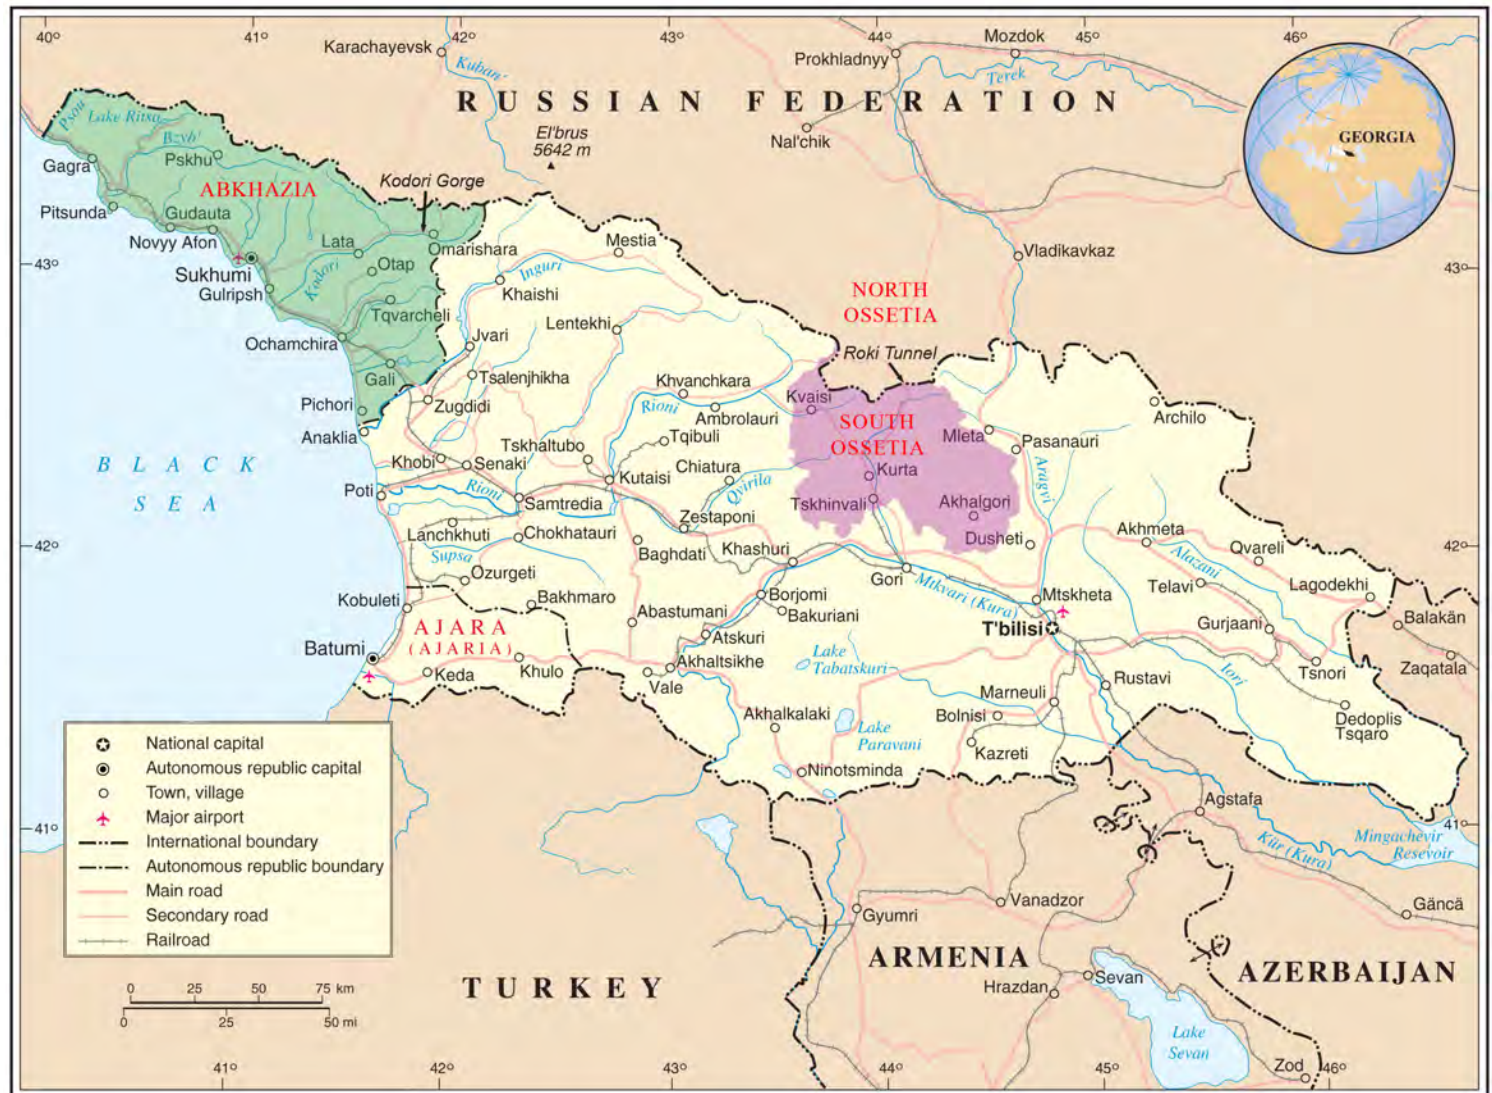 40°
41°
42°
43°
44°
45°
46°
Karachayevsk
Kuban'
Prokhladnyy
Mozdok
Terek
RUSSIAN FEDERATION
GEORGIA
Psou
Lake Ritsa
Bzyb'
El'brus
5642 m
Nal'chik
Gagra
Pskhu
ABKHAZIA
Kodori Gorge
Pitsunda
Gudauta
Novyy Afon
Lata
Omarishara
Mestia
Vladikavkaz
43°
43°
Sukhumi
Gulripsh
Kodori
Otap
Inguri
Khaishi
NORTH
OSSETIA
Tqvarcheli
Ochamchira
Jvari
Lentekhi
Roki Tunnel
Gali
Tsalenjhikha
Khvanchkara
Kvaisi
Pichori
Zugdidi
Rioni
Ambrolauri
SOUTH
OSSETIA
Archilo
Anaklia
Tskhaltubo
Tqibuli
Mleta
Pasanauri
BLACK
SEA
Khobi
Senaki
Kutaisi
Chiatura
Kurta
Aragvi
Poti
Rioni
Samtredia
Qvirila
Tskhinvali
Akhalgori
Zestaponi
Lanchkhuti
Chokhatauri
Akhmeta
42°
42°
Supsa
Baghdati
Khashuri
Dusheti
Alazani
Qvareli
Ozurgeti
Gori
Mtkvari (Kura)
Telavi
Lagodekhi
Kobuleti
Bakhmaro
Borjomi
Mtskheta
Bakuriani
Abastumani
T'bilisi
Gurjaani
Balakän
AJARA
(AJARIA)
Atskuri
Batumi
Lake
Tabatskuri
Iori
Zaqatala
Keda
Khulo
Akhaltsikhe
Tsnori
Vale
Marneuli
Rustavi
Akhalkalaki
Bolnisi
Dedoplis
Tsqaro
Lake
Paravani
Kazreti
Ninotsminda
National capital
Autonomous republic capital
Town, village
Major airport
International boundary
Autonomous republic boundary
Main road
Secondary road
Railroad
Agstafa
41°
41°
Mingachevir
Resevoir
Kür (Kura)
Gyumri
Vanadzor
Gäncä
TURKEY
ARMENIA
AZERBAIJAN
Hrazdan
Sevan
0 25 50 75 km
0 25 50 mi
Lake
Sevan
Zod
41°
42°
43°
44°
45°
46°